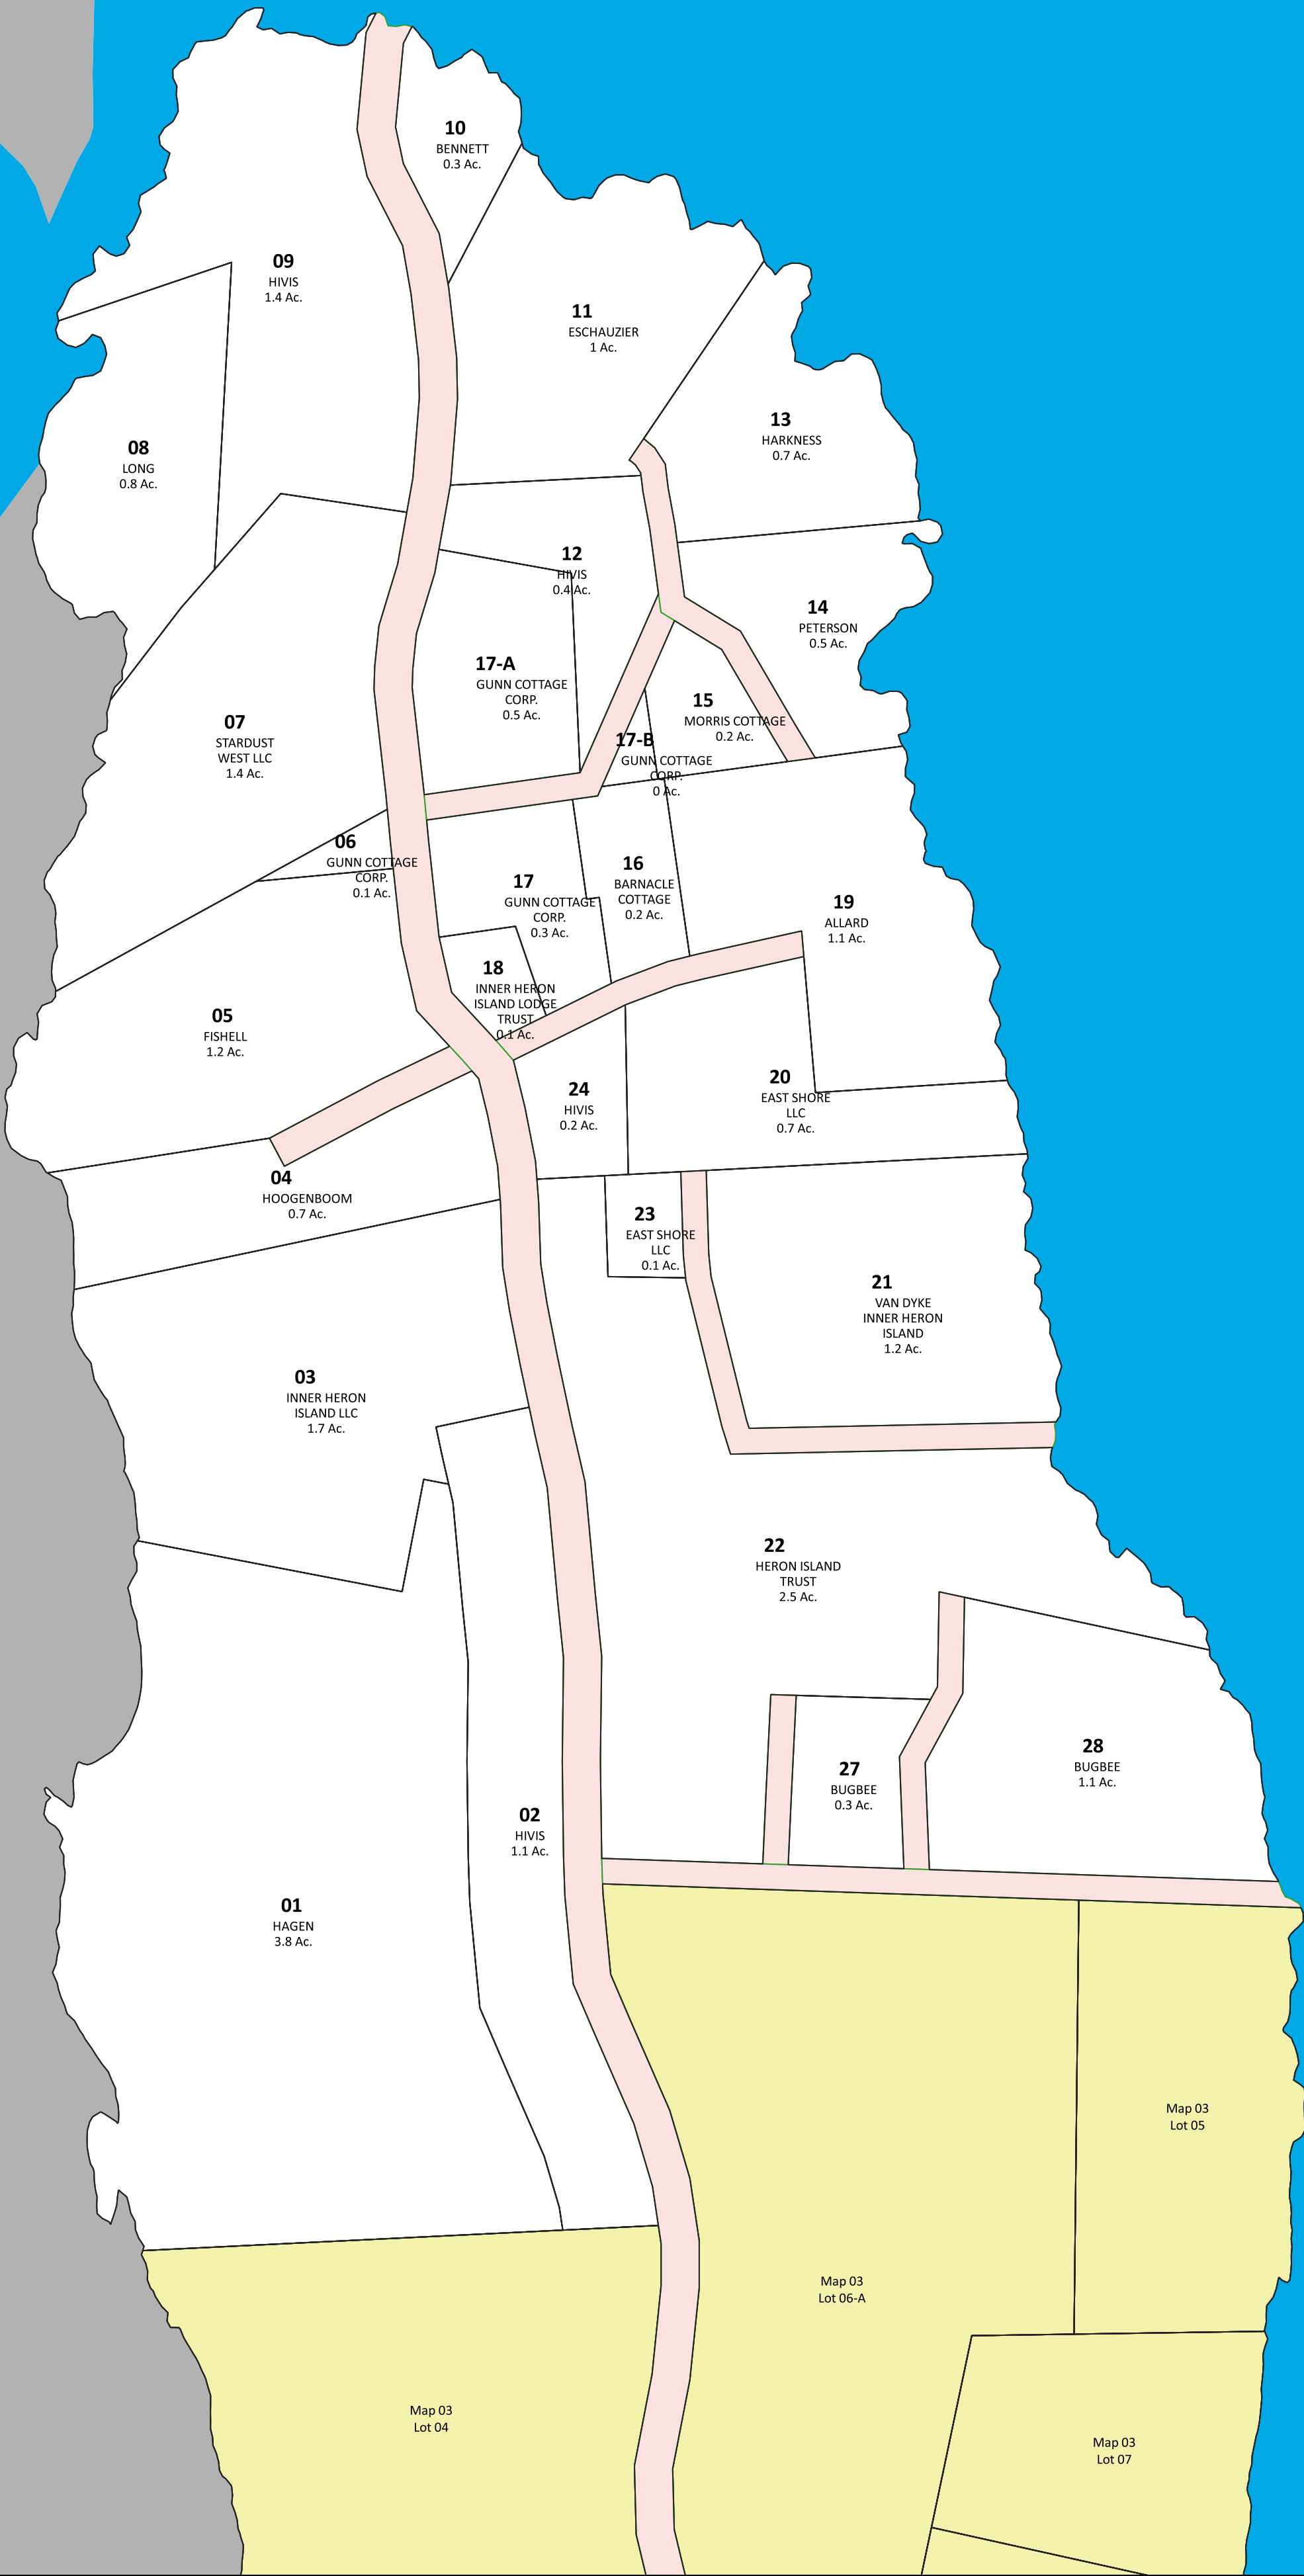 10
BENNETT
0.3 Ac.
09
HIVIS
1.4 Ac.
11
ESCHAUZIER
1 Ac.
13
HARKNESS
0.7 Ac.
08
LONG
0.8 Ac.
12
HIVIS
0.4 Ac.
14
PETERSON
0.5 Ac.
17-A
GUNN COTTAGE
CORP.
0.5 Ac.
15
MORRIS COTTAGE
0.2 Ac.
07
STARDUST
WEST LLC
1.4 Ac.
17-B
GUNN COTTAGE
CORP.
0 Ac.
06
GUNN COTTAGE
CORP.
0.1 Ac.
17
GUNN COTTAGE
CORP.
0.3 Ac.
16
BARNACLE
COTTAGE
0.2 Ac.
19
ALLARD
1.1 Ac.
18
INNER HERON
ISLAND LODGE
TRUST
0.1 Ac.
05
FISHELL
1.2 Ac.
24
HIVIS
0.2 Ac.
20
EAST SHORE
LLC
0.7 Ac.
04
HOOGENBOOM
0.7 Ac.
23
EAST SHORE
LLC
0.1 Ac.
21
VAN DYKE
INNER HERON
ISLAND
1.2 Ac.
03
INNER HERON
ISLAND LLC
1.7 Ac.
22
HERON ISLAND
TRUST
2.5 Ac.
28
BUGBEE
1.1 Ac.
27
BUGBEE
0.3 Ac.
02
HIVIS
1.1 Ac.
01
HAGEN
3.8 Ac.
Map 03
Lot 05
Map 03
Lot 06-A
Map 03
Lot 04
Map 03
Lot 07